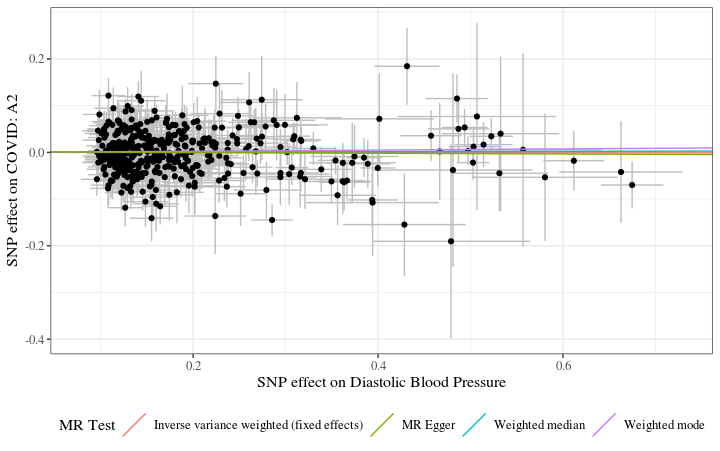 SNP effect on COVID: A2
0.2
0.0
-0.2
-0.4
0.2
0.4
0.6
SNP effect on Diastolic Blood Pressure
MR Test
Inverse variance weighted (fixed effects)
MR Egger
Weighted median
Weighted mode